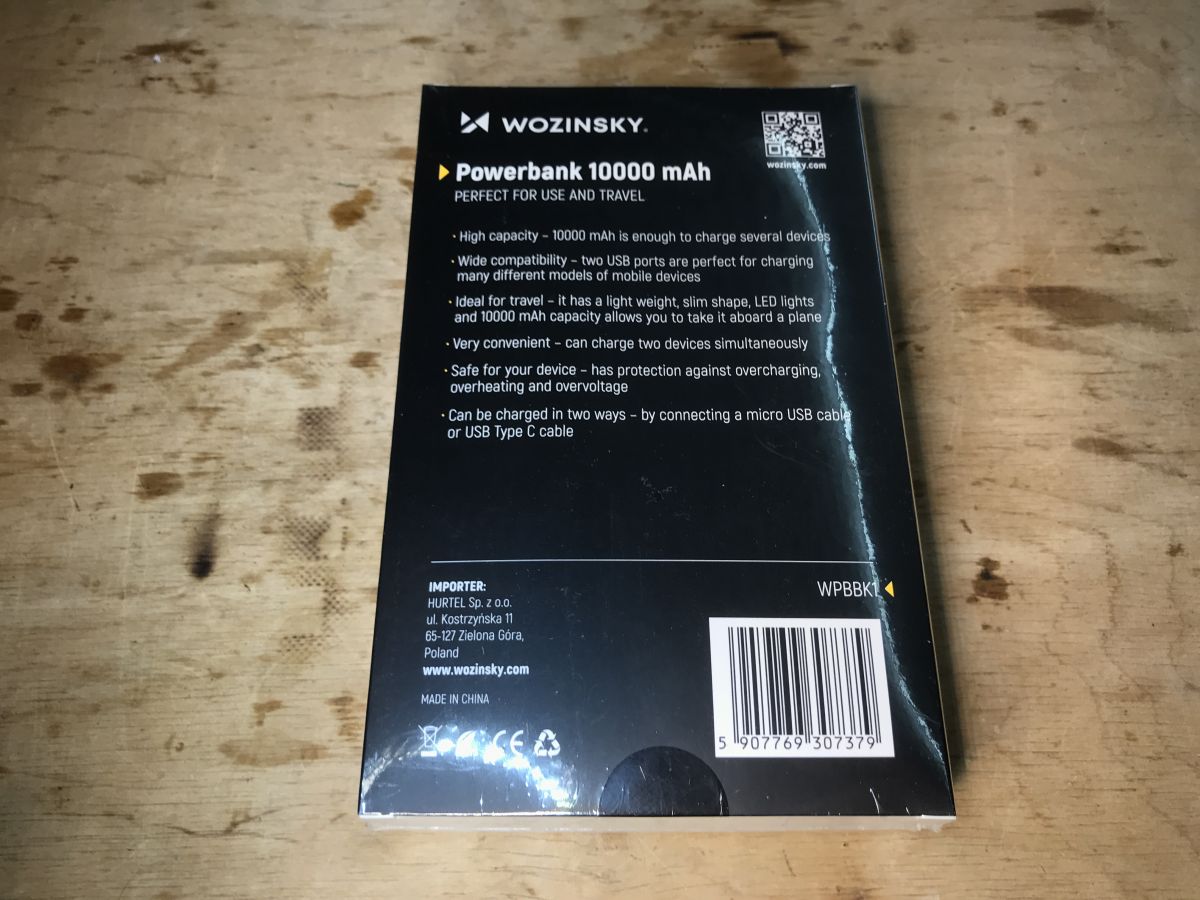 WOZINSKY.
wozinsky.com
Powerbank 10000 mAh
PERFECT FOR USE AND TRAVEL
· High capacity – 10000 mAh is enough to charge several devices
· Wide compatibility – two USB ports are perfect for charging
many different models of mobile devices
· Ideal for travel – it has a light weight, slim shape, LED lights
and 10000 mAh capacity allows you to take it aboard a plane
· Very convenient – can charge two devices simultaneously
· Safe for your device – has protection against overcharging,
overheating and overvoltage
· Can be charged in two ways – by connecting a micro USB cable
or USB Type C cable
IMPORTER:
HURTEL Sp. z o.o.
ul. Kostrzyńska 11
65-127 Zielona Góra,
Poland
www.wozinsky.com
MADE IN CHINA
CE
WPBBK1
5 907769 307379